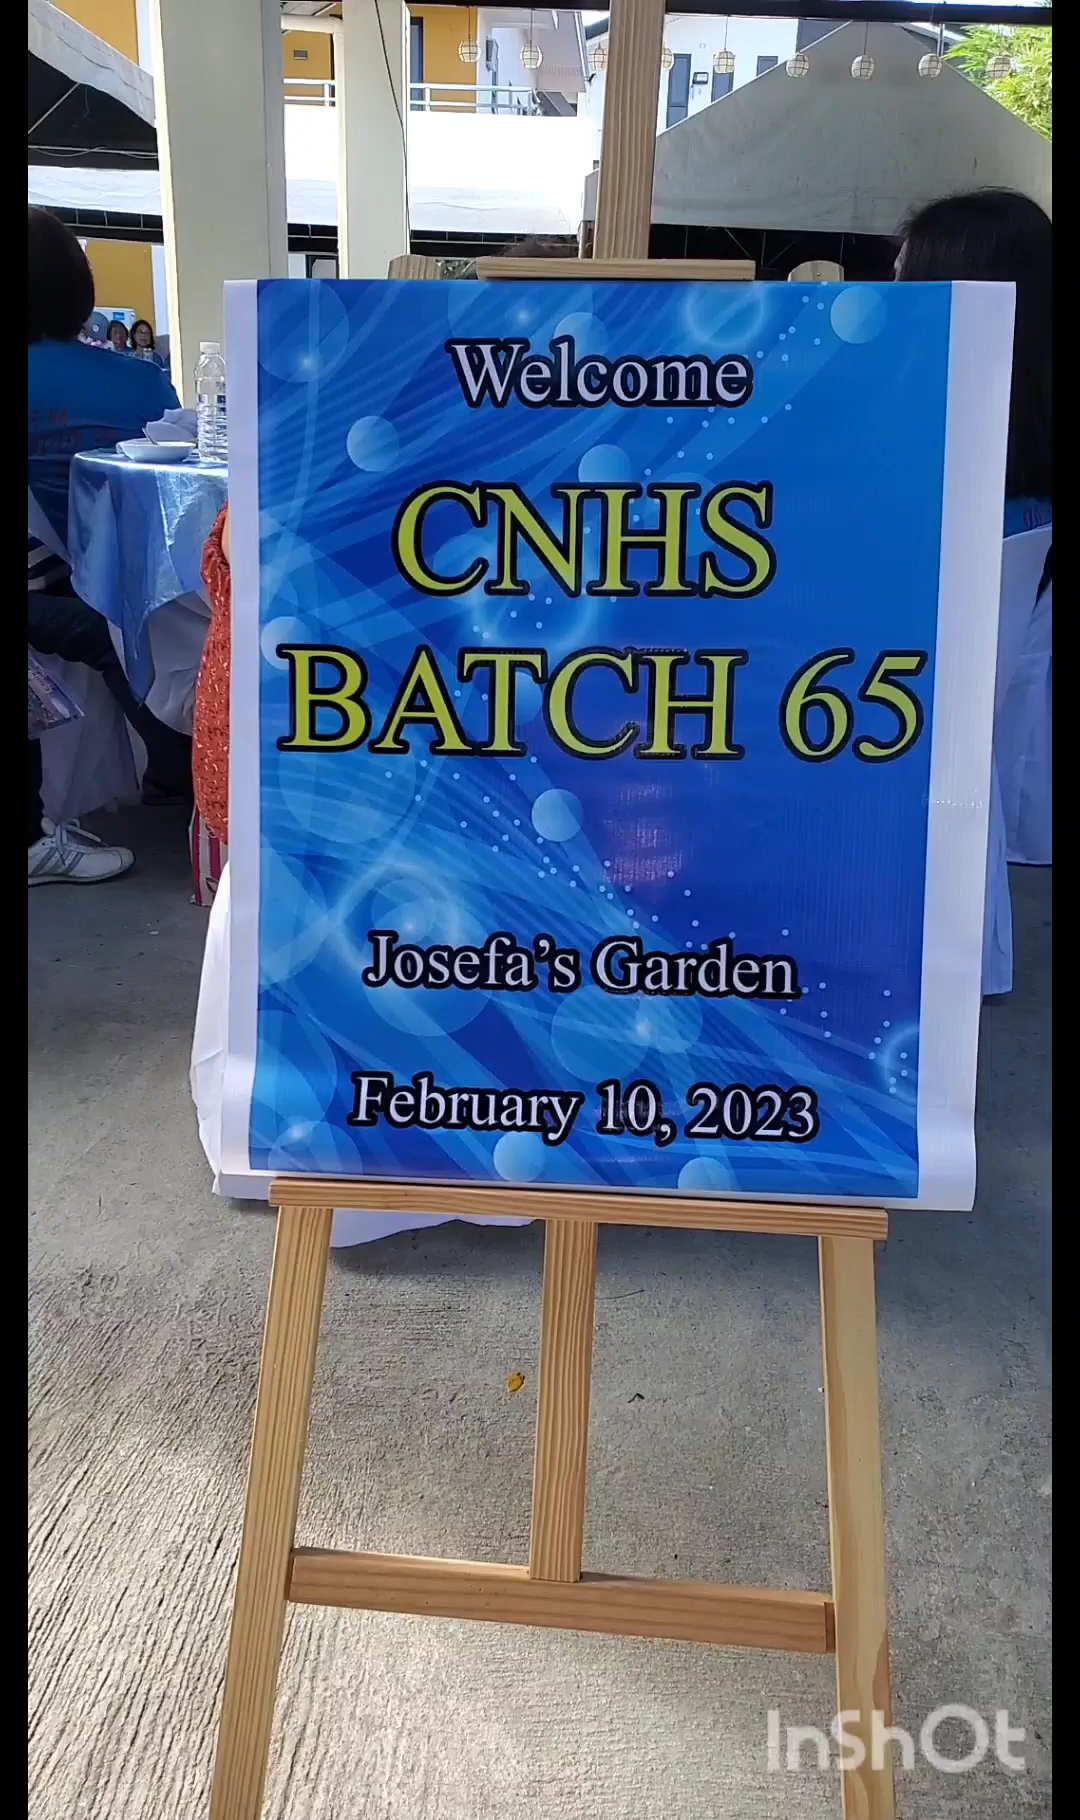 Welcome
CNHS
BATCH 65
Josefa's Garden
February 10, 2023
InShOt